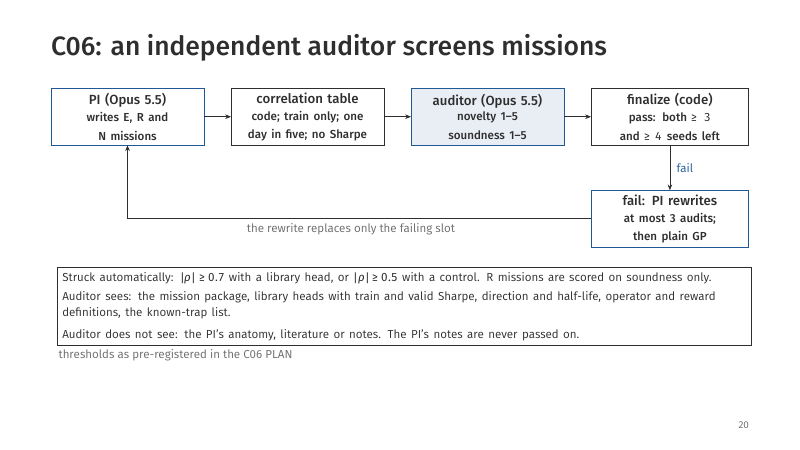 C06: an independent auditor screens missions
PI (Opus 5.5)
writes E, R and
N missions
correlation table
code; train only; one
day in five; no Sharpe
auditor (Opus 5.5)
novelty 1–5
soundness 1–5
finalize (code)
pass: both ≥ 3
and ≥ 4 seeds left
fail
fail: PI rewrites
at most 3 audits;
then plain GP
the rewrite replaces only the failing slot
Struck automatically: |ρ| ≥ 0.7 with a library head, or |ρ| ≥ 0.5 with a control. R missions are scored on soundness only.
Auditor sees: the mission package, library heads with train and valid Sharpe, direction and half-life, operator and reward
definitions, the known-trap list.
Auditor does not see: the PI’s anatomy, literature or notes. The PI’s notes are never passed on.
thresholds as pre-registered in the C06 PLAN
20